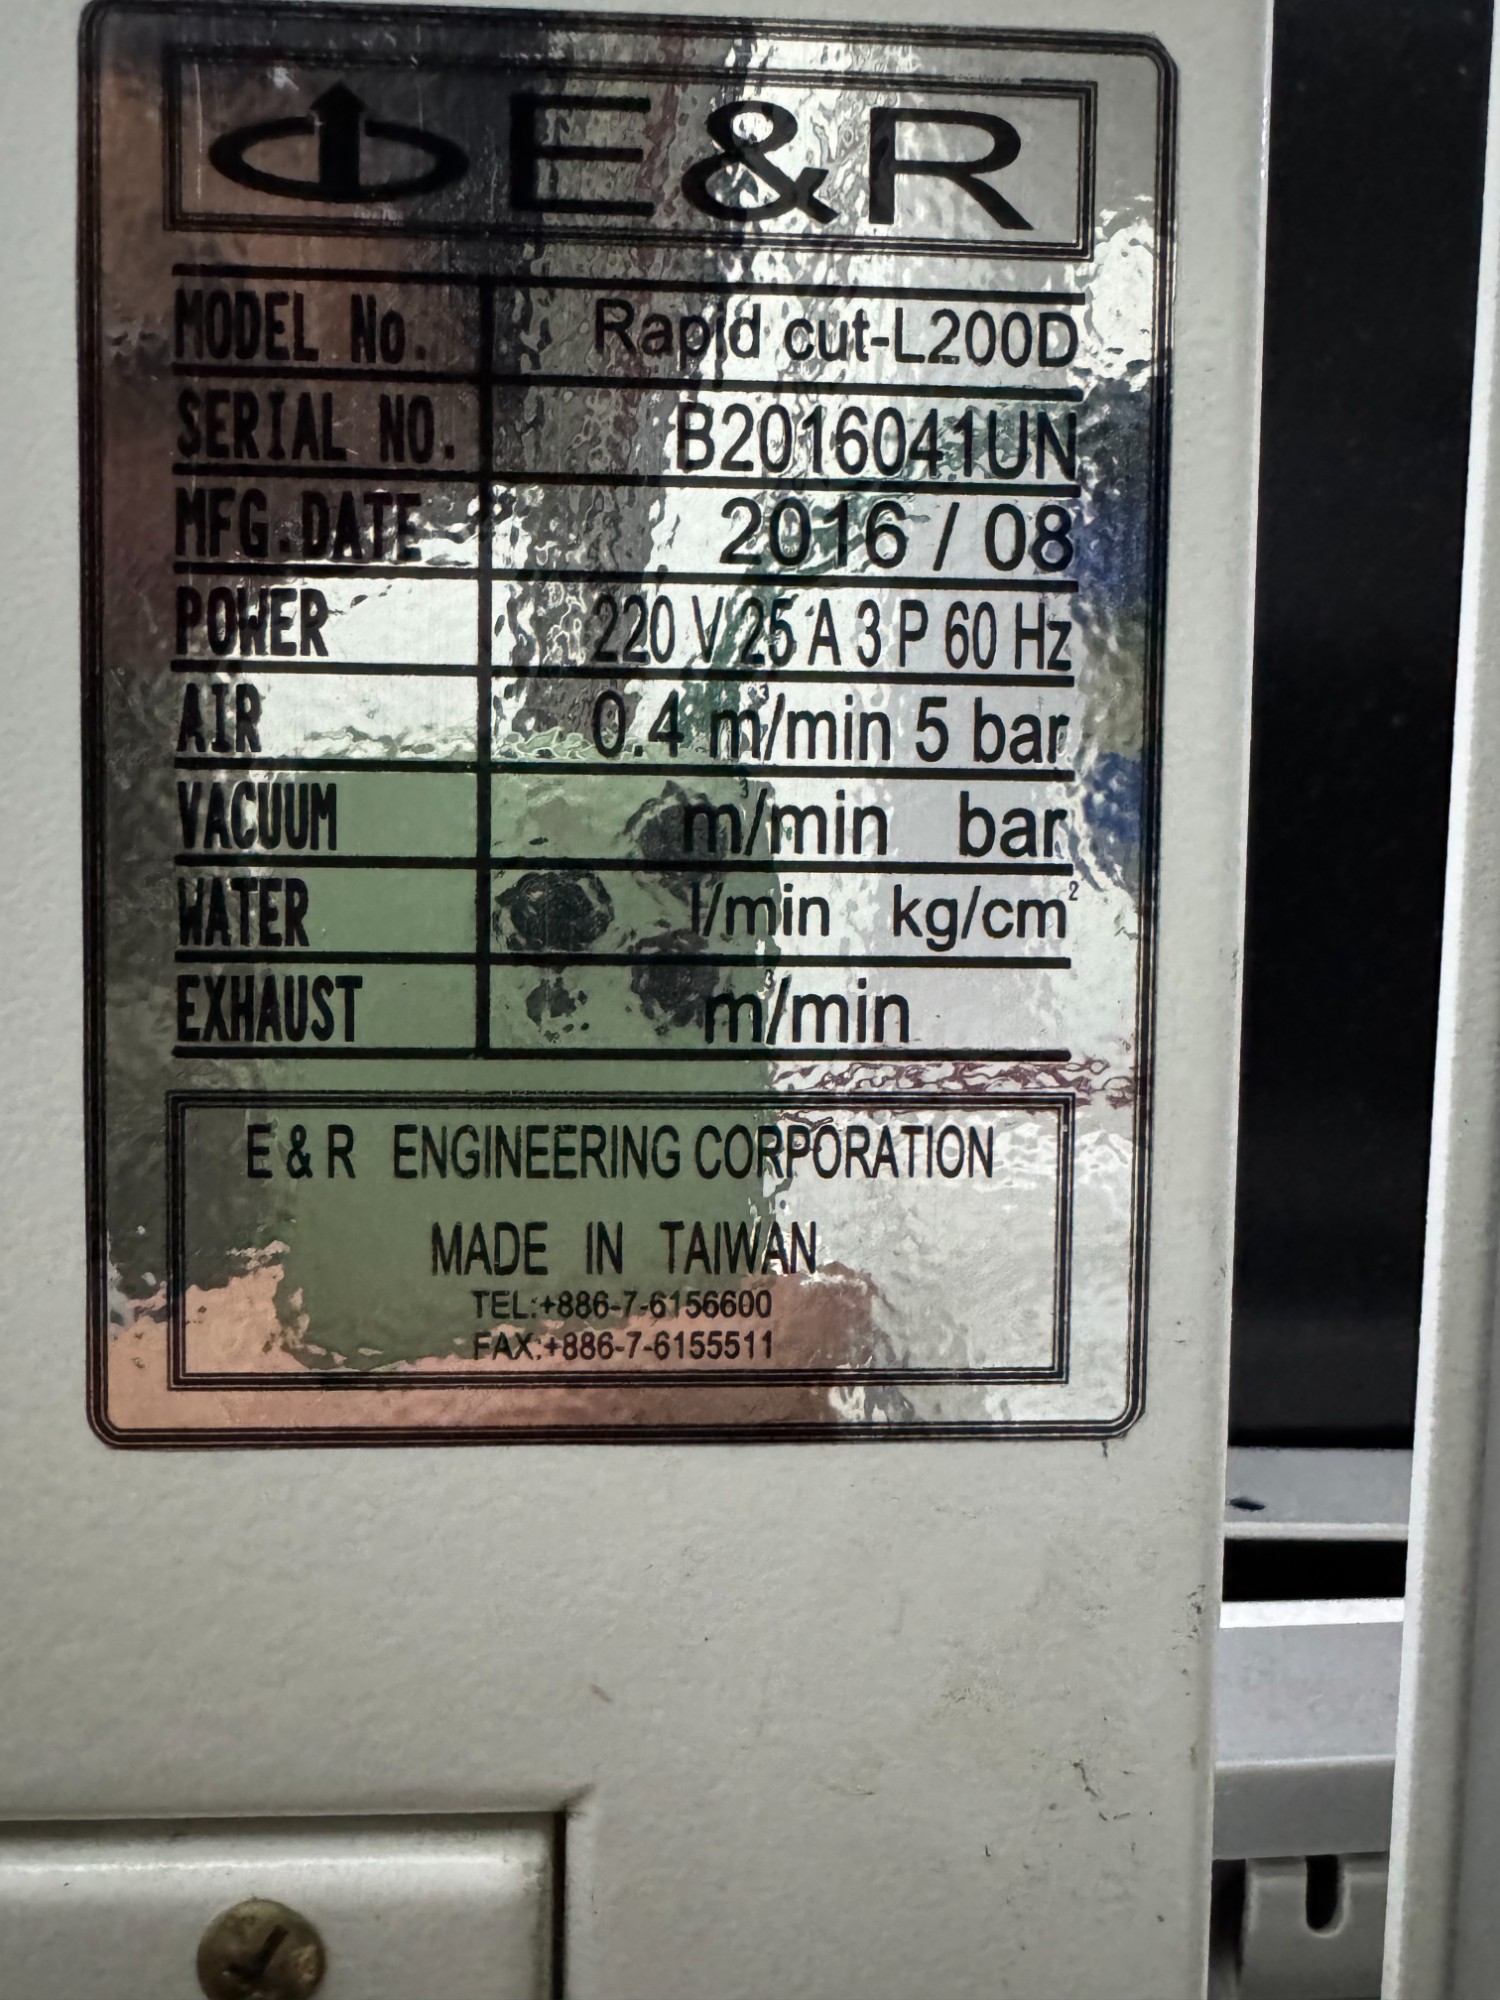 E&R
MODEL No. Rapid cut-L200D
SERIAL NO. B2016041UN
MFG.DATE 2016 / 08
POWER 220 V 25 A 3 P 60 Hz
AIR 0.4 m³/min 5 bar
VACUUM m³/min bar
WATER l/min kg/cm²
EXHAUST m³/min
E & R ENGINEERING CORPORATION
MADE IN TAIWAN
TEL:+886-7-6156600
FAX:+886-7-6155511